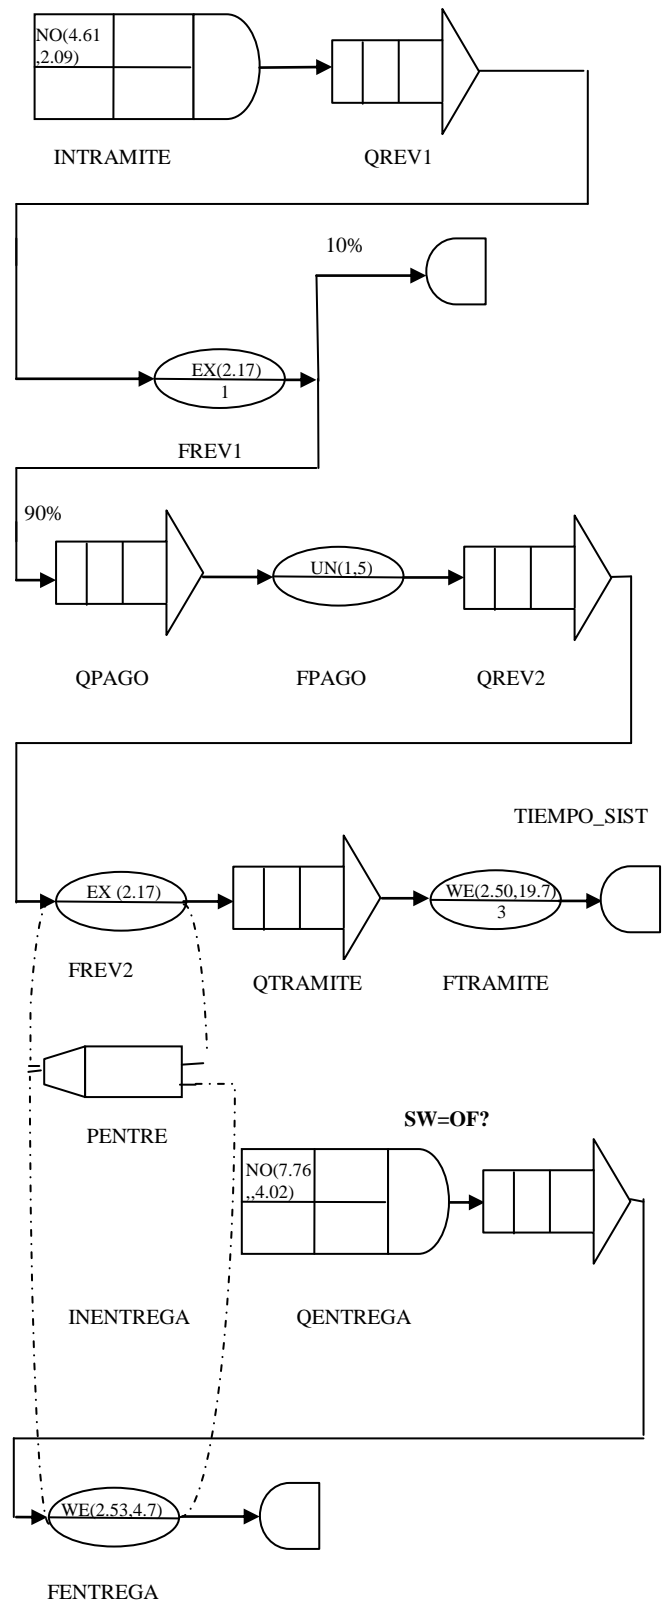 NO(4.61
,2.09)
INTRAMITE
QREV1
10%
EX(2.17)
1
FREV1
90%
UN(1,5)
QPAGO
FPAGO
QREV2
TIEMPO_SIST
EX (2.17)
WE(2.50,19.7)
3
FREV2
QTRAMITE
FTRAMITE
PENTRE
SW=OF?
NO(7.76
,,4.02)
INENTREGA
QENTREGA
WE(2.53,4.7)
FENTREGA